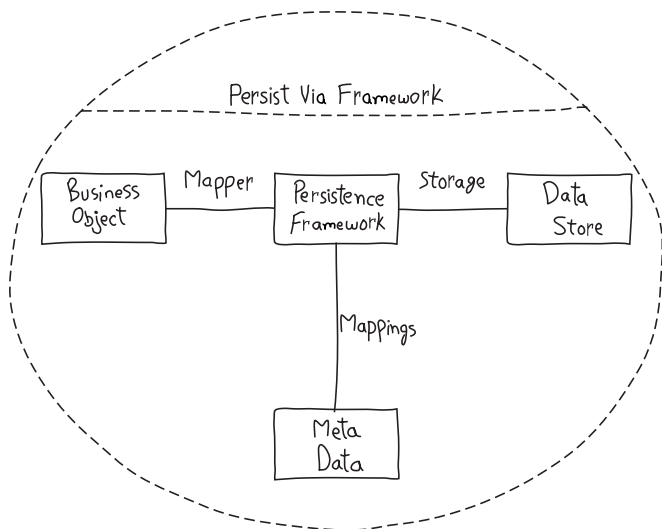 Persist Via Framework
Business
Object
Mapper
Persistence
Framework
Storage
Data
Store
Mappings
Meta
Data